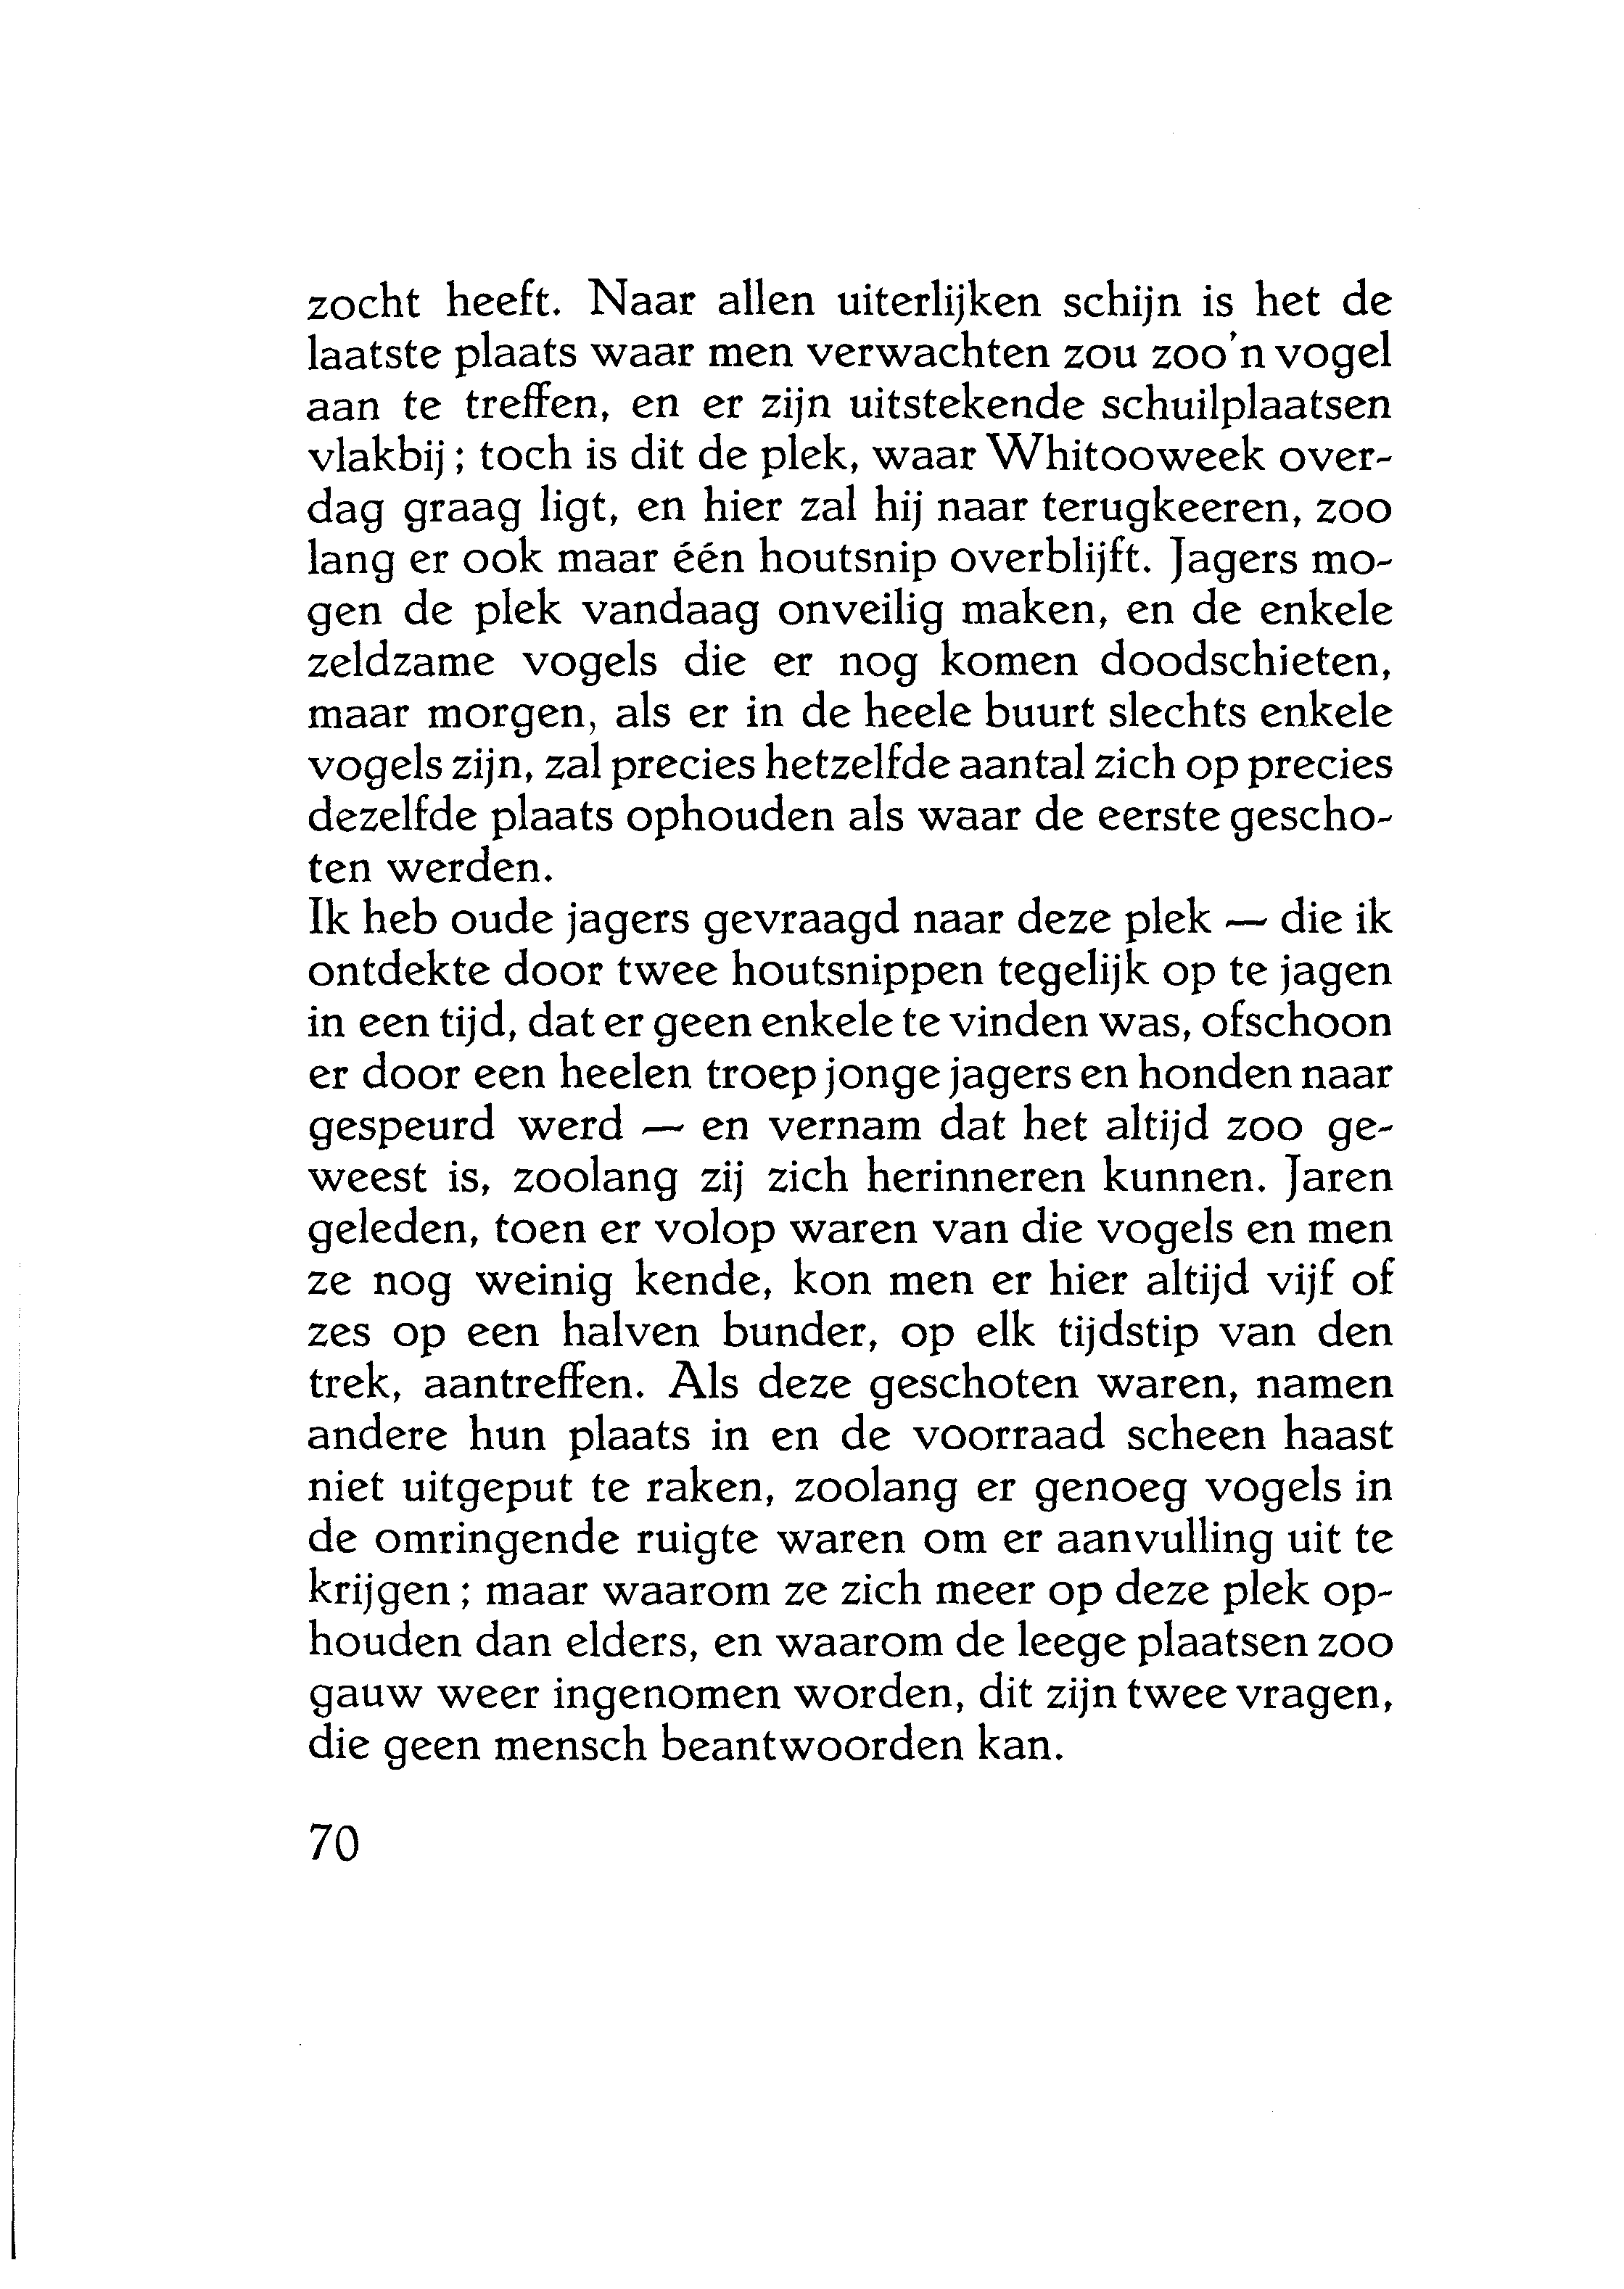 zocht heeft. Naar allen uiterlijken schijn is het de
laatste plaats waar men verwachten zou zoo'n vogel
aan te treffen, en er zijn uitstekende schuilplaatsen
vlakbij ; toch is dit de plek, waar Whitooweek over-
dag graag ligt, en hier zal hij naar terugkeeren, zoo
lang er ook maar één houtsnip overblijft. Jagers mo-
gen de plek vandaag onveilig maken, en de enkele
zeldzame vogels die er nog komen doodschieten,
maar morgen, als er in de heele buurt slechts enkele
vogels zijn, zal precies hetzelfde aantal zich op precies
dezelfde plaats ophouden als waar de eerste gescho-
ten werden.
Ik heb oude jagers gevraagd naar deze plek — die ik
ontdekte door twee houtsnippen tegelijk op te jagen
in een tijd, dat er geen enkele te vinden was, ofschoon
er door een heelen troep jonge jagers en honden naar
gespeurd werd — en vernam dat het altijd zoo ge-
weest is, zoolang zij zich herinneren kunnen. Jaren
geleden, toen er volop waren van die vogels en men
ze nog weinig kende, kon men er hier altijd vijf of
zes op een halven bunder, op elk tijdstip van den
trek, aantreffen. Als deze geschoten waren, namen
andere hun plaats in en de voorraad scheen haast
niet uitgeput te raken, zoolang er genoeg vogels in
de omringende ruigte waren om er aanvulling uit te
krijgen ; maar waarom ze zich meer op deze plek op-
houden dan elders, en waarom de leege plaatsen zoo
gauw weer ingenomen worden, dit zijn twee vragen,
die geen mensch beantwoorden kan.
70